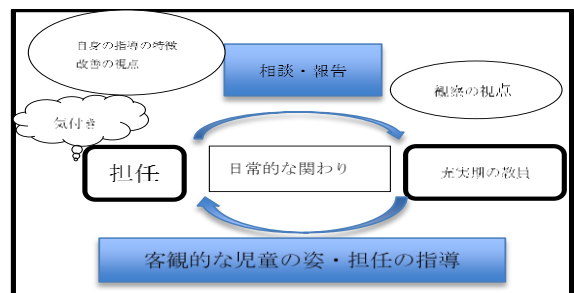 自身の指導の特徴
改善の視点
相談・報告
観察の視点
気付き
担任
日常的な関わり
充実期の教員
客観的な児童の姿・担任の指導